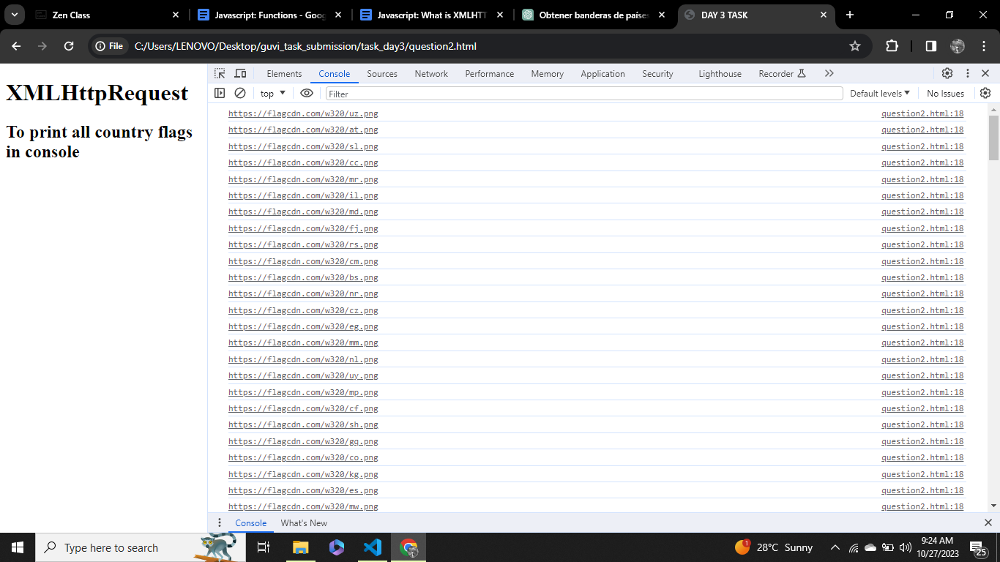 Zen Class
Javascript: Functions - Goog
Javascript: What is XMLHTT
Obtener banderas de países
DAY 3 TASK
File
C:/Users/LENOVO/Desktop/guvi_task_submission/task_day3/question2.html
XMLHttpRequest
To print all country flags
in console
Elements
Console
Sources
Network
Performance
Memory
Application
Security
Lighthouse
Recorder
top
Filter
Default levels
No Issues
https://flagcdn.com/w320/uz.png question2.html:18
https://flagcdn.com/w320/at.png question2.html:18
https://flagcdn.com/w320/sl.png question2.html:18
https://flagcdn.com/w320/cc.png question2.html:18
https://flagcdn.com/w320/mr.png question2.html:18
https://flagcdn.com/w320/il.png question2.html:18
https://flagcdn.com/w320/md.png question2.html:18
https://flagcdn.com/w320/fj.png question2.html:18
https://flagcdn.com/w320/rs.png question2.html:18
https://flagcdn.com/w320/cm.png question2.html:18
https://flagcdn.com/w320/bs.png question2.html:18
https://flagcdn.com/w320/nr.png question2.html:18
https://flagcdn.com/w320/cz.png question2.html:18
https://flagcdn.com/w320/eg.png question2.html:18
https://flagcdn.com/w320/mm.png question2.html:18
https://flagcdn.com/w320/nl.png question2.html:18
https://flagcdn.com/w320/uy.png question2.html:18
https://flagcdn.com/w320/mp.png question2.html:18
https://flagcdn.com/w320/cf.png question2.html:18
https://flagcdn.com/w320/sh.png question2.html:18
https://flagcdn.com/w320/gq.png question2.html:18
https://flagcdn.com/w320/co.png question2.html:18
https://flagcdn.com/w320/kg.png question2.html:18
https://flagcdn.com/w320/es.png question2.html:18
https://flagcdn.com/w320/mw.png question2.html:18
Console
What's New
Type here to search
1
28°C Sunny
9:24 AM
10/27/2023
25